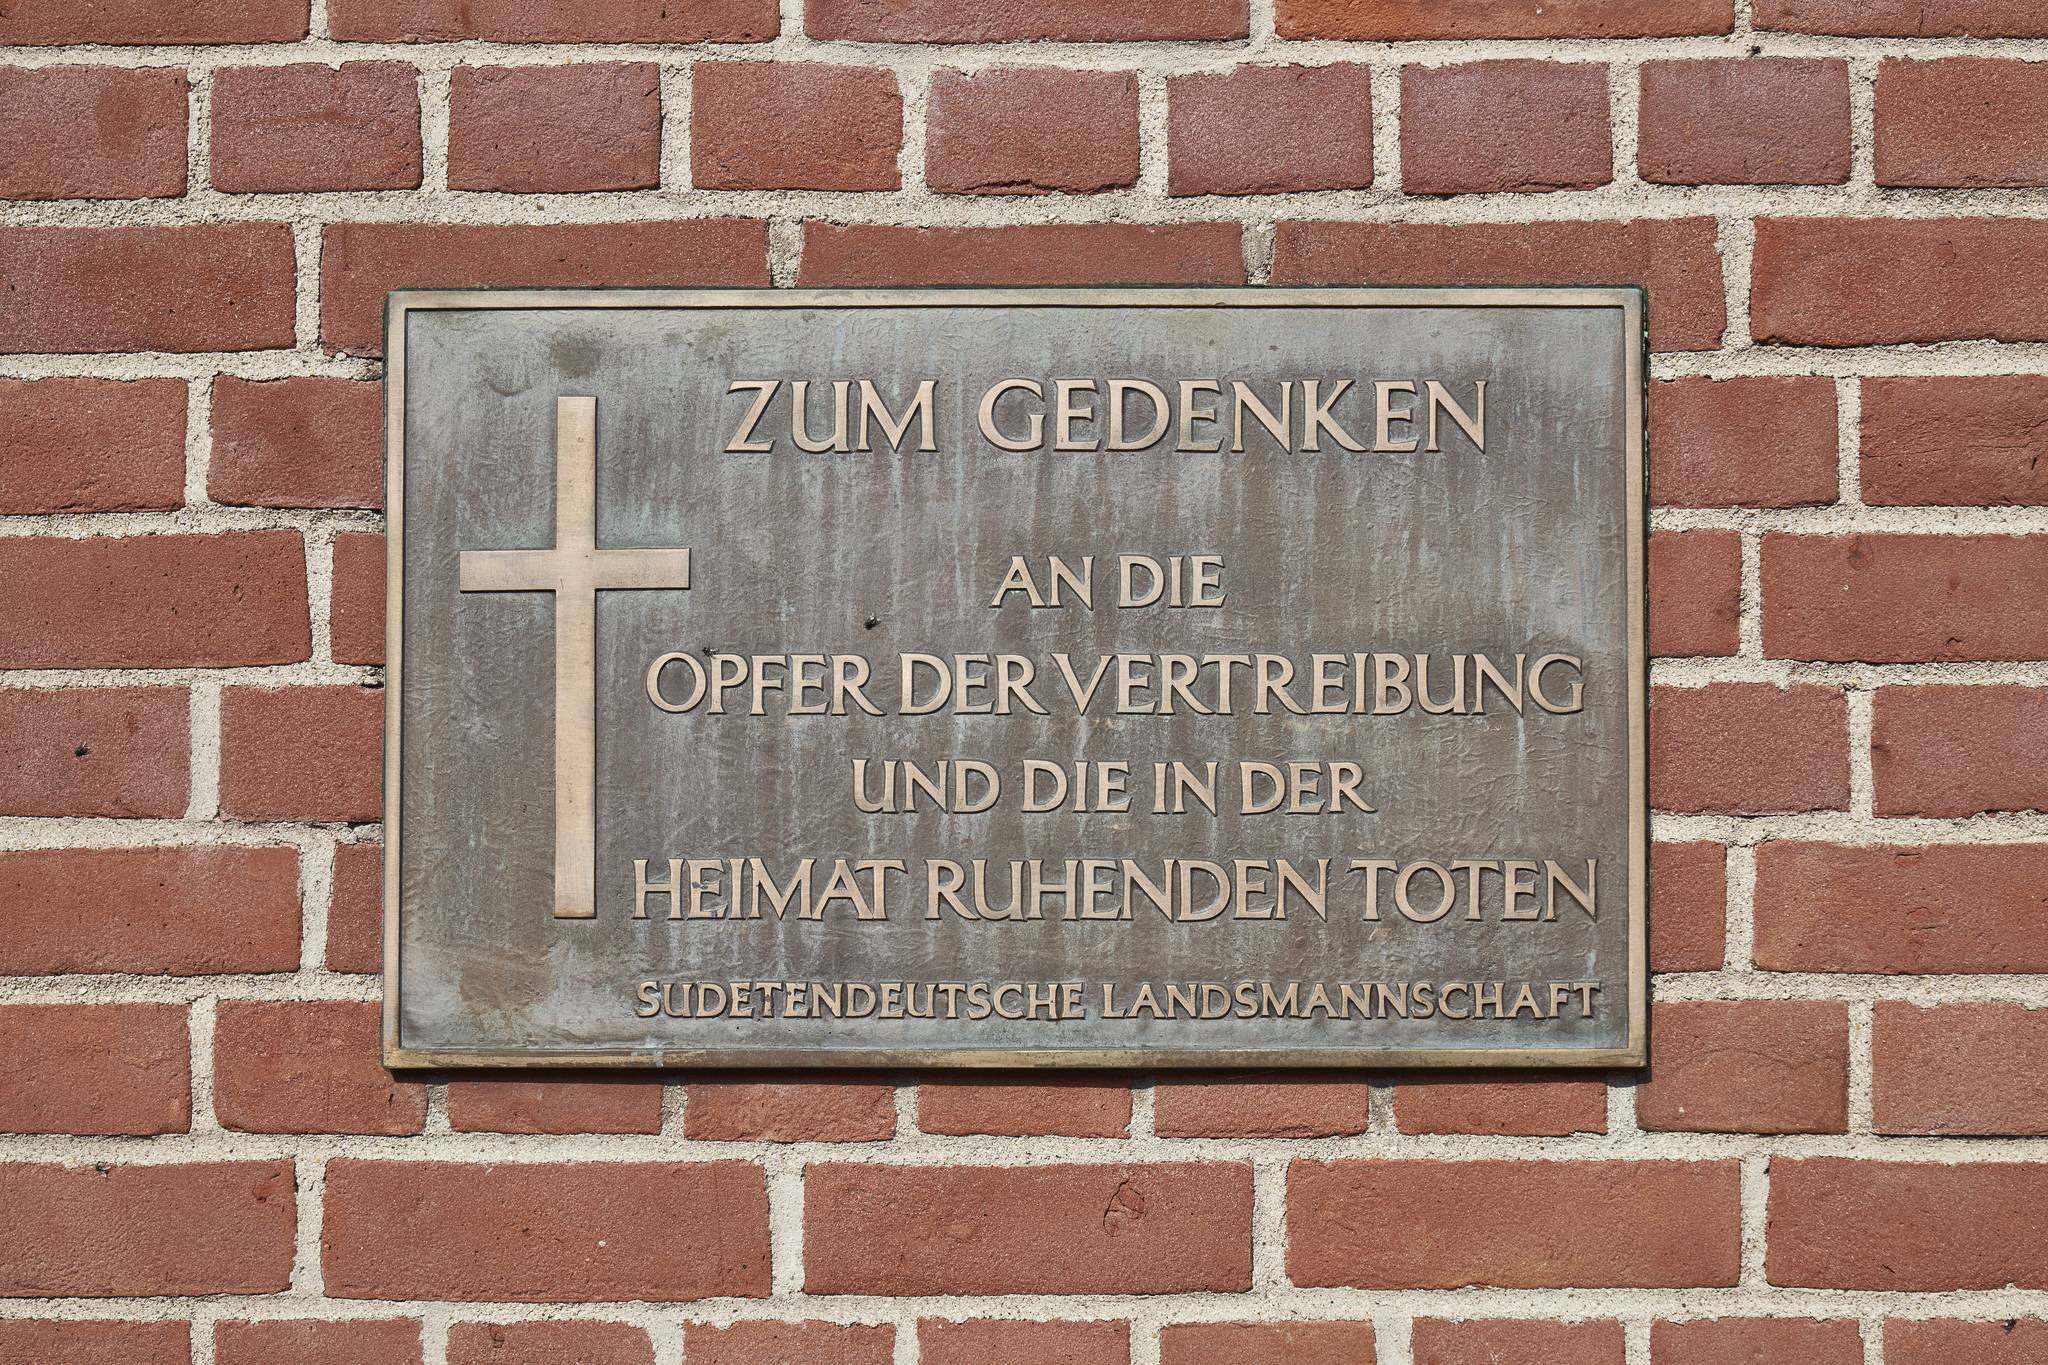 ZUM GEDENKEN
AN DIE
OPFER DER VERTREIBUNG
UND DIE IN DER
HEIMAT RUHENDEN TOTEN
SUDETENDEUTSCHE LANDSMANNSCHAFT